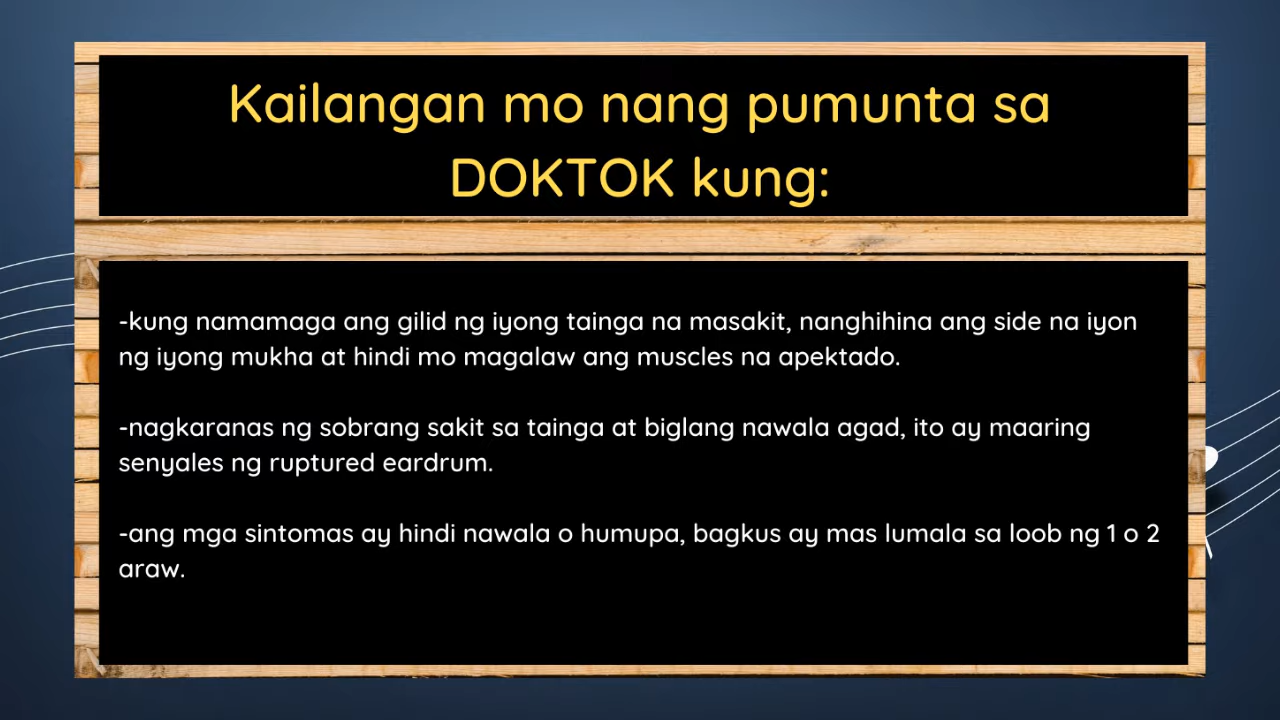 Kailangan mo nang pumunta sa
DOKTOK kung:
-kung namamaga ang gilid ng iyong tainga na masakit, nanghihina ang side na iyon
ng iyong mukha at hindi mo magalaw ang muscles na apektado.
-nagkaranas ng sobrang sakit sa tainga at biglang nawala agad, ito ay maaring
senyales ng ruptured eardrum.
-ang mga sintomas ay hindi nawala o humupa, bagkus ay mas lumala sa loob ng 1 o 2
araw.